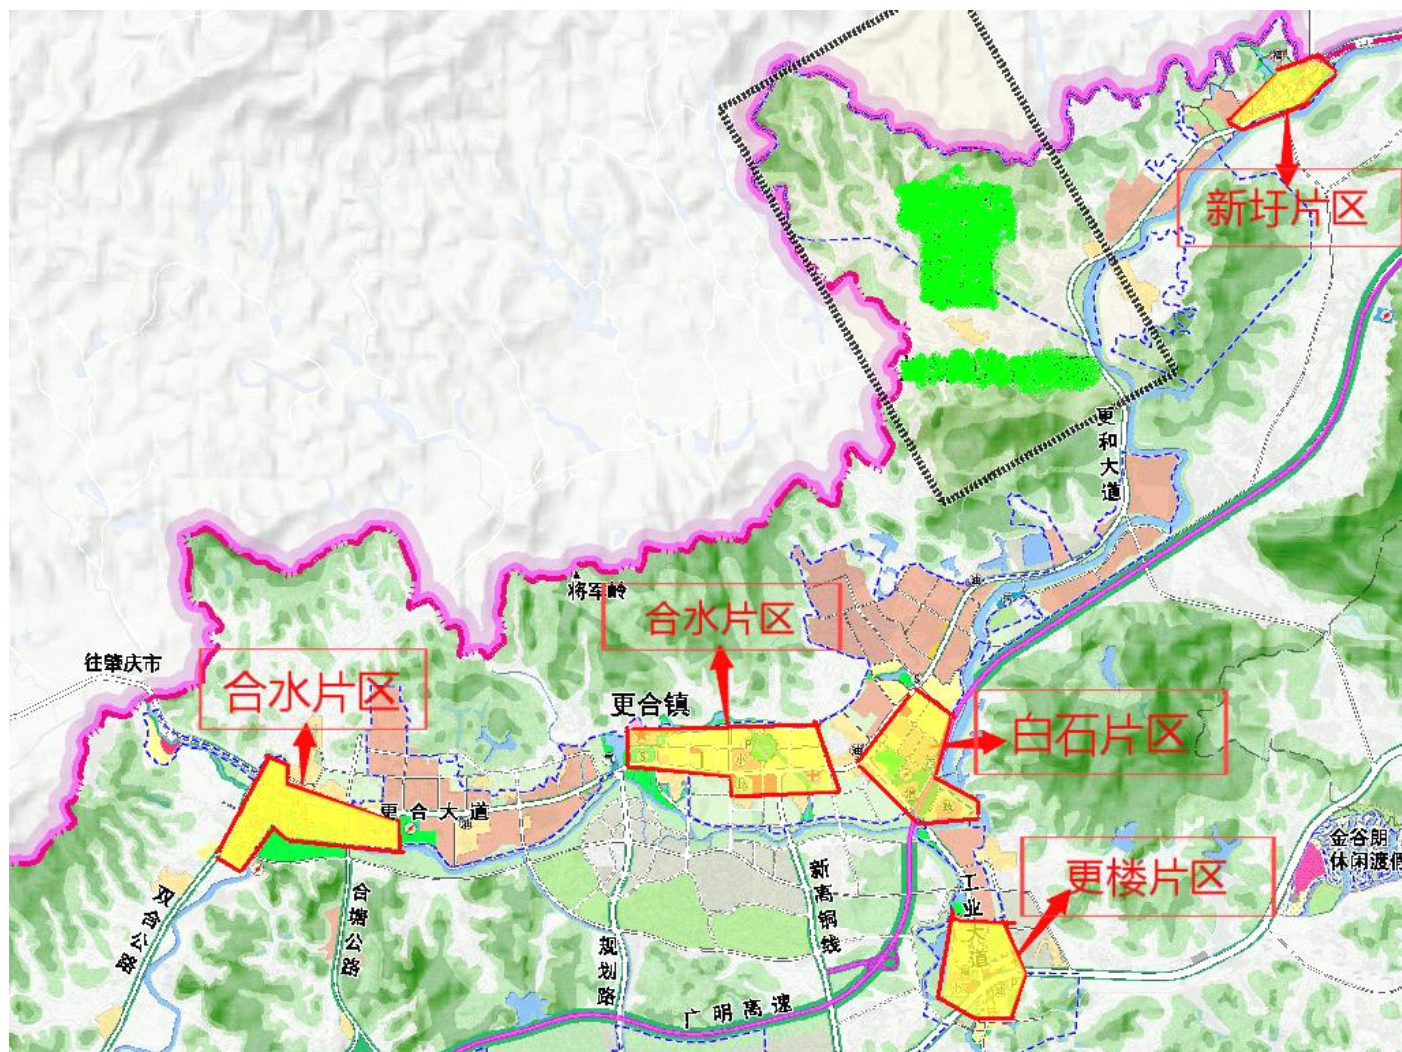 新圩片区
更和大道
将军岭
合水片区
往肇庆市
合水片区
更合镇
白石片区
更合大道
金谷朗
休闲渡假
更楼片区
工业大道
新高铜线
双合公路
合塘公路
规划路
广明高速